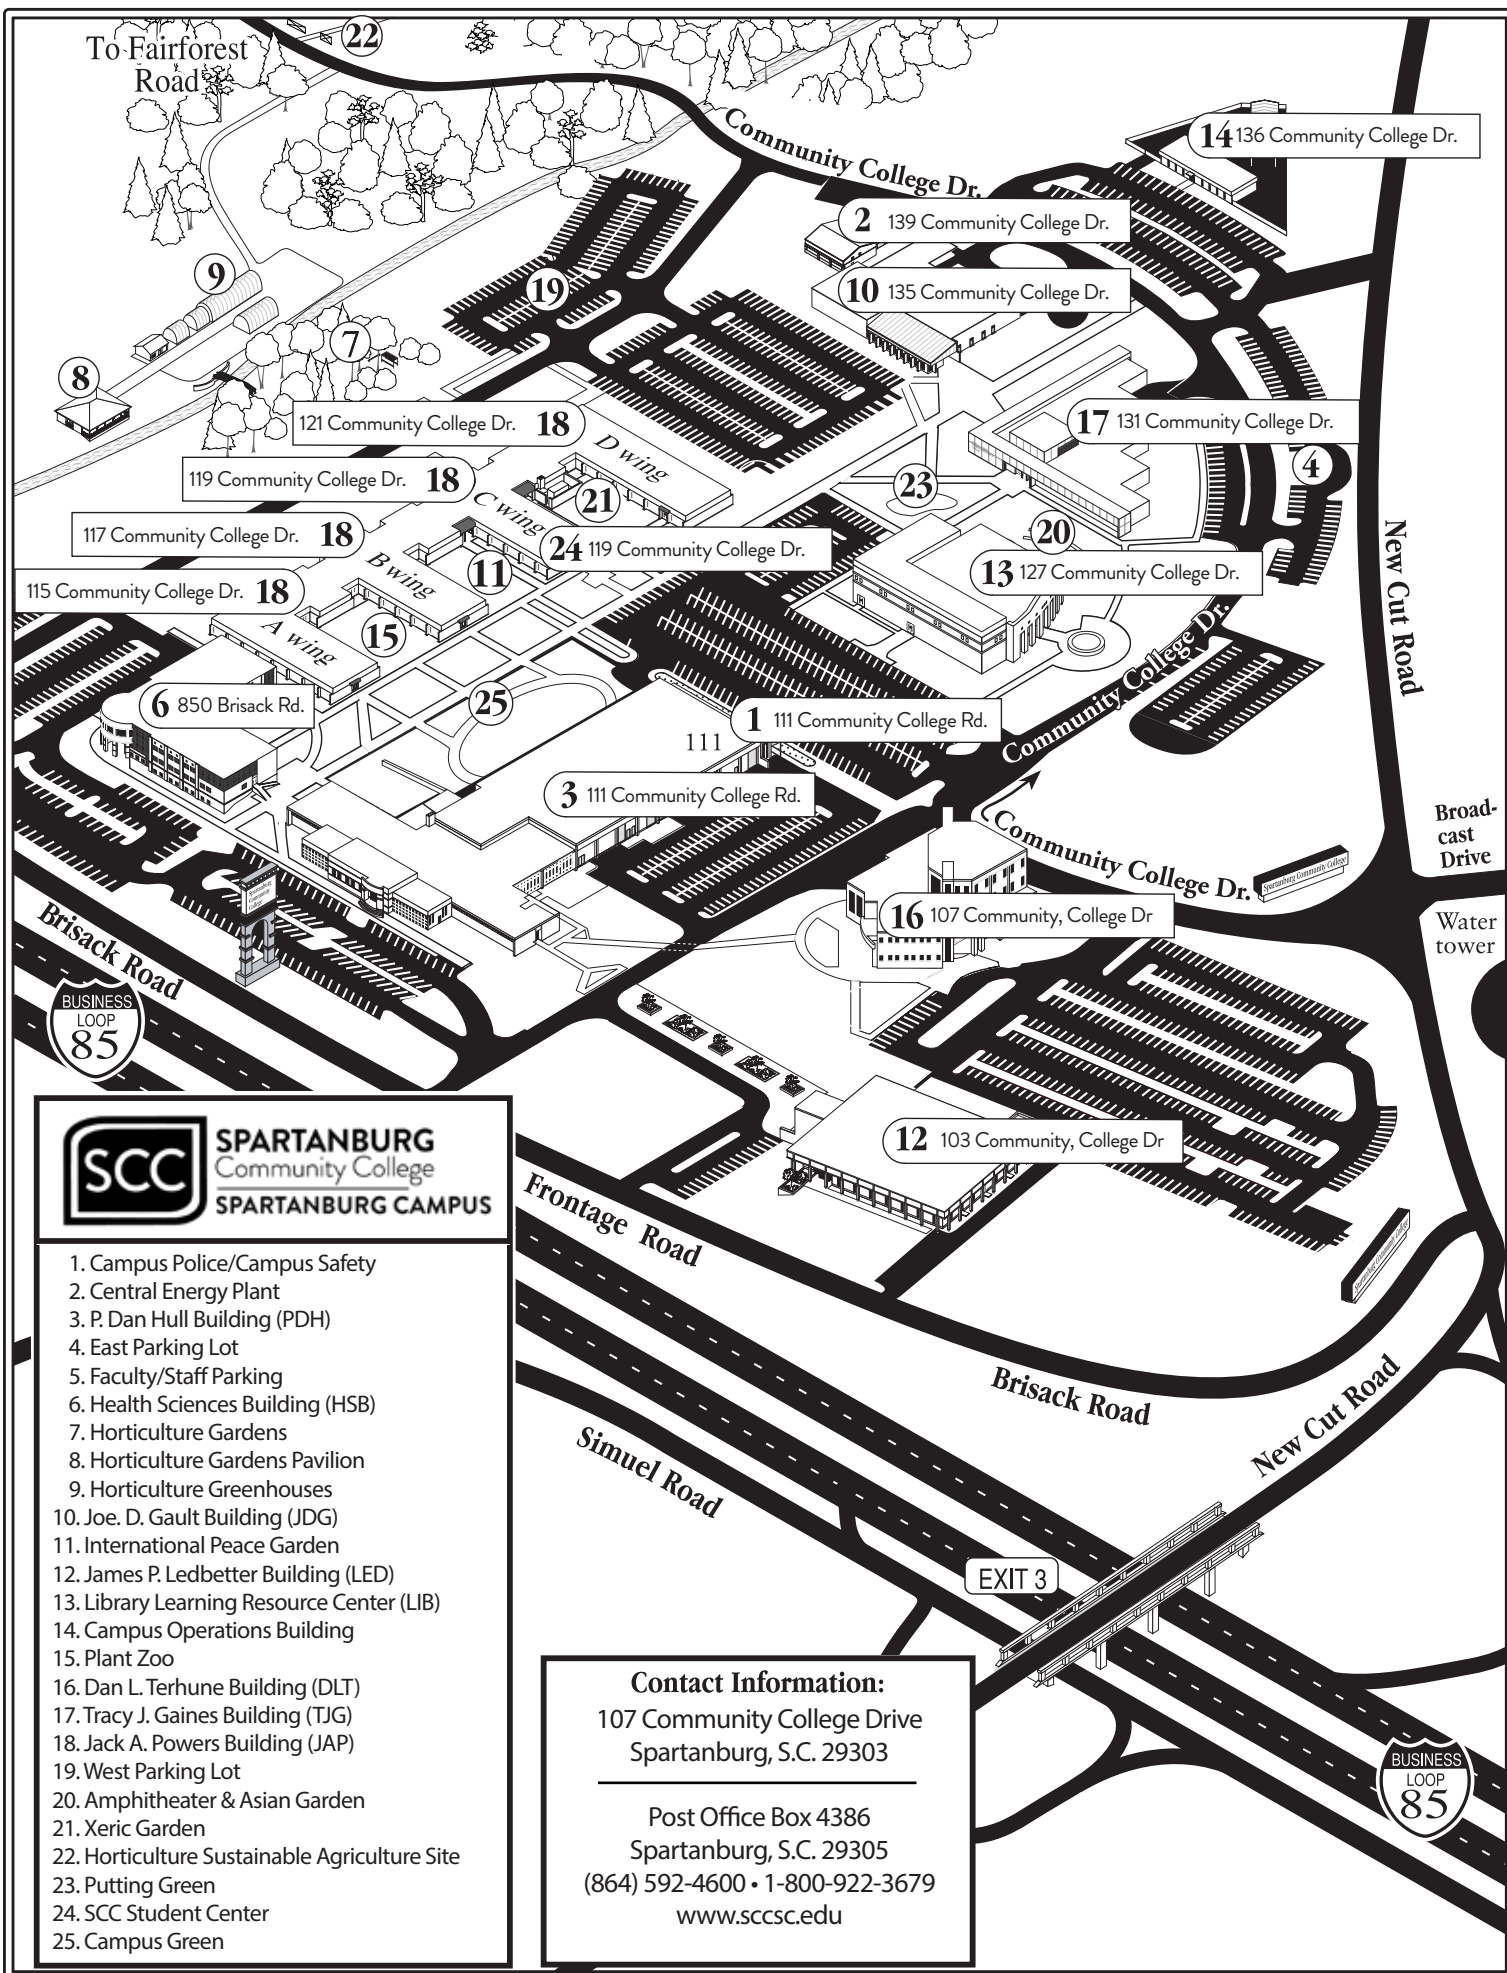 To Fairforest
Road
22
Community College Dr.
14 136 Community College Dr.
2 139 Community College Dr.
9
19
10 135 Community College Dr.
7
8
121 Community College Dr. 18
D wing
17 131 Community College Dr.
4
119 Community College Dr. 18
C wing
21
23
117 Community College Dr. 18
24 119 Community College Dr.
20
B wing
11
13 127 Community College Dr.
New Cut Road
115 Community College Dr. 18
15
A wing
Community College Dr.
6 850 Brisack Rd.
25
1 111 Community College Rd.
111
3 111 Community College Rd.
Community College Dr.
Broad-
cast
Drive
Spartanburg Community College
Spartanburg
Community
College
16 107 Community, College Dr
Water
tower
Brisack Road
BUSINESS
LOOP
85
12 103 Community, College Dr
Frontage Road
Spartanburg Community College
Brisack Road
New Cut Road
Simuel Road
EXIT 3
BUSINESS
LOOP
85
SCC
SPARTANBURG
Community College
SPARTANBURG CAMPUS
1. Campus Police/Campus Safety
2. Central Energy Plant
3. P. Dan Hull Building (PDH)
4. East Parking Lot
5. Faculty/Staff Parking
6. Health Sciences Building (HSB)
7. Horticulture Gardens
8. Horticulture Gardens Pavilion
9. Horticulture Greenhouses
10. Joe. D. Gault Building (JDG)
11. International Peace Garden
12. James P. Ledbetter Building (LED)
13. Library Learning Resource Center (LIB)
14. Campus Operations Building
15. Plant Zoo
16. Dan L. Terhune Building (DLT)
17. Tracy J. Gaines Building (TJG)
18. Jack A. Powers Building (JAP)
19. West Parking Lot
20. Amphitheater & Asian Garden
21. Xeric Garden
22. Horticulture Sustainable Agriculture Site
23. Putting Green
24. SCC Student Center
25. Campus Green
Contact Information:
107 Community College Drive
Spartanburg, S.C. 29303
Post Office Box 4386
Spartanburg, S.C. 29305
(864) 592-4600 • 1-800-922-3679
www.sccsc.edu